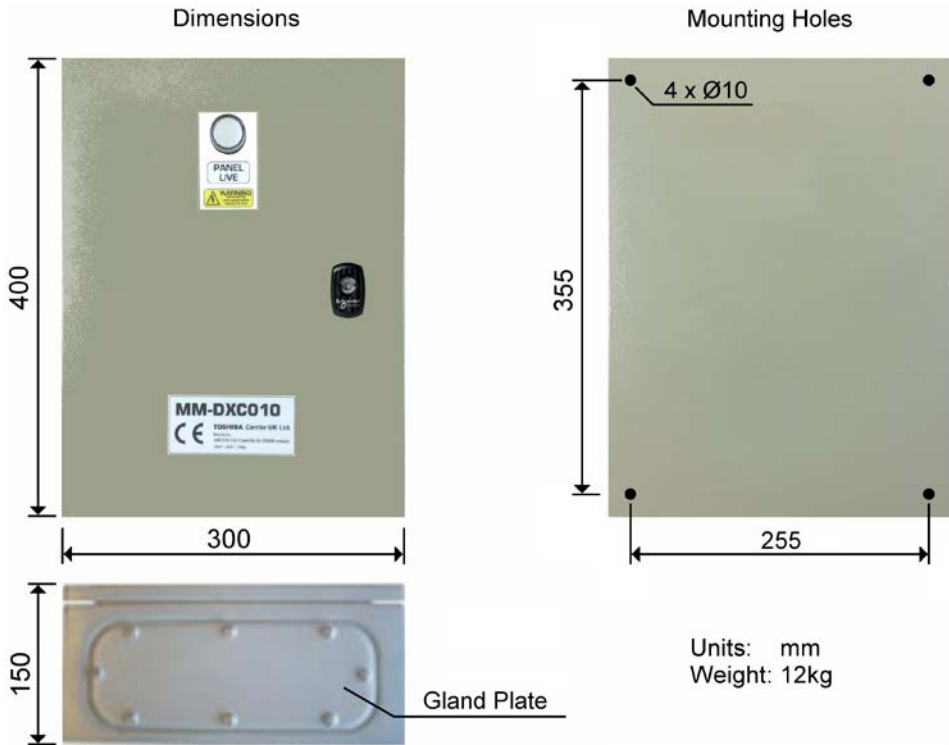 Dimensions
Mounting Holes
400
PANEL
LIVE
WARNING
Schneider
MM-DXC010
CE TOSHIBA Carrier UK Ltd.
300
150
Gland Plate
4 x Ø10
355
255
Units: mm
Weight: 12kg